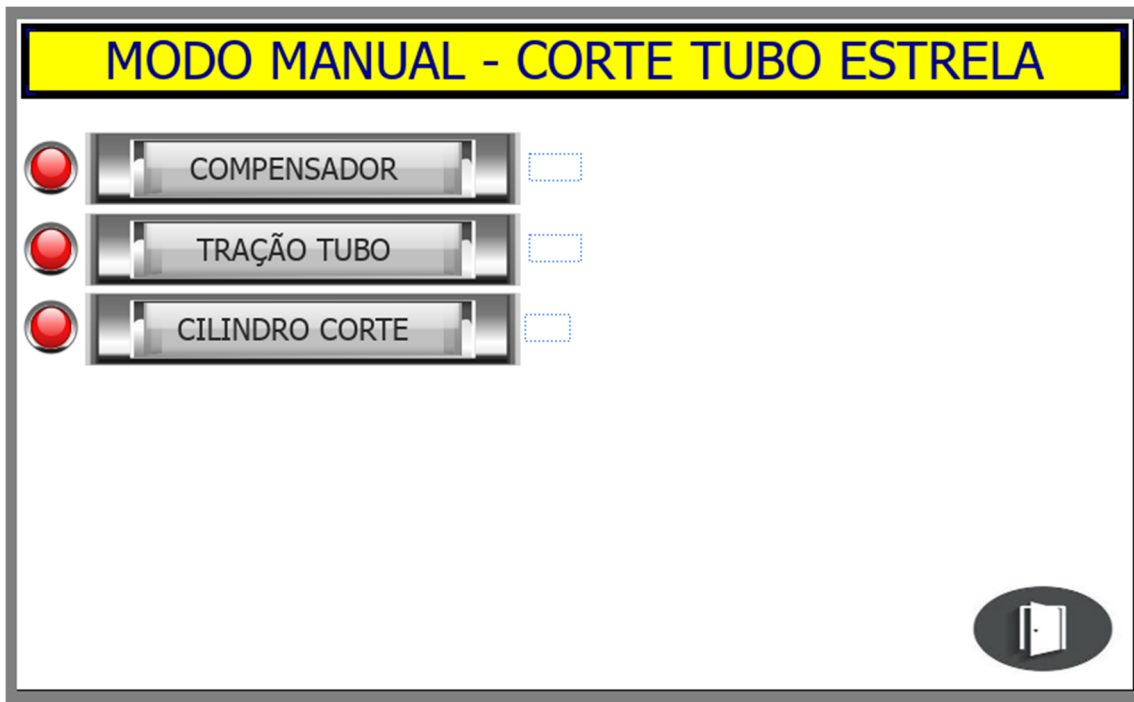 MODO MANUAL - CORTE TUBO ESTRELA
COMPENSADOR
TRAÇÃO TUBO
CILINDRO CORTE